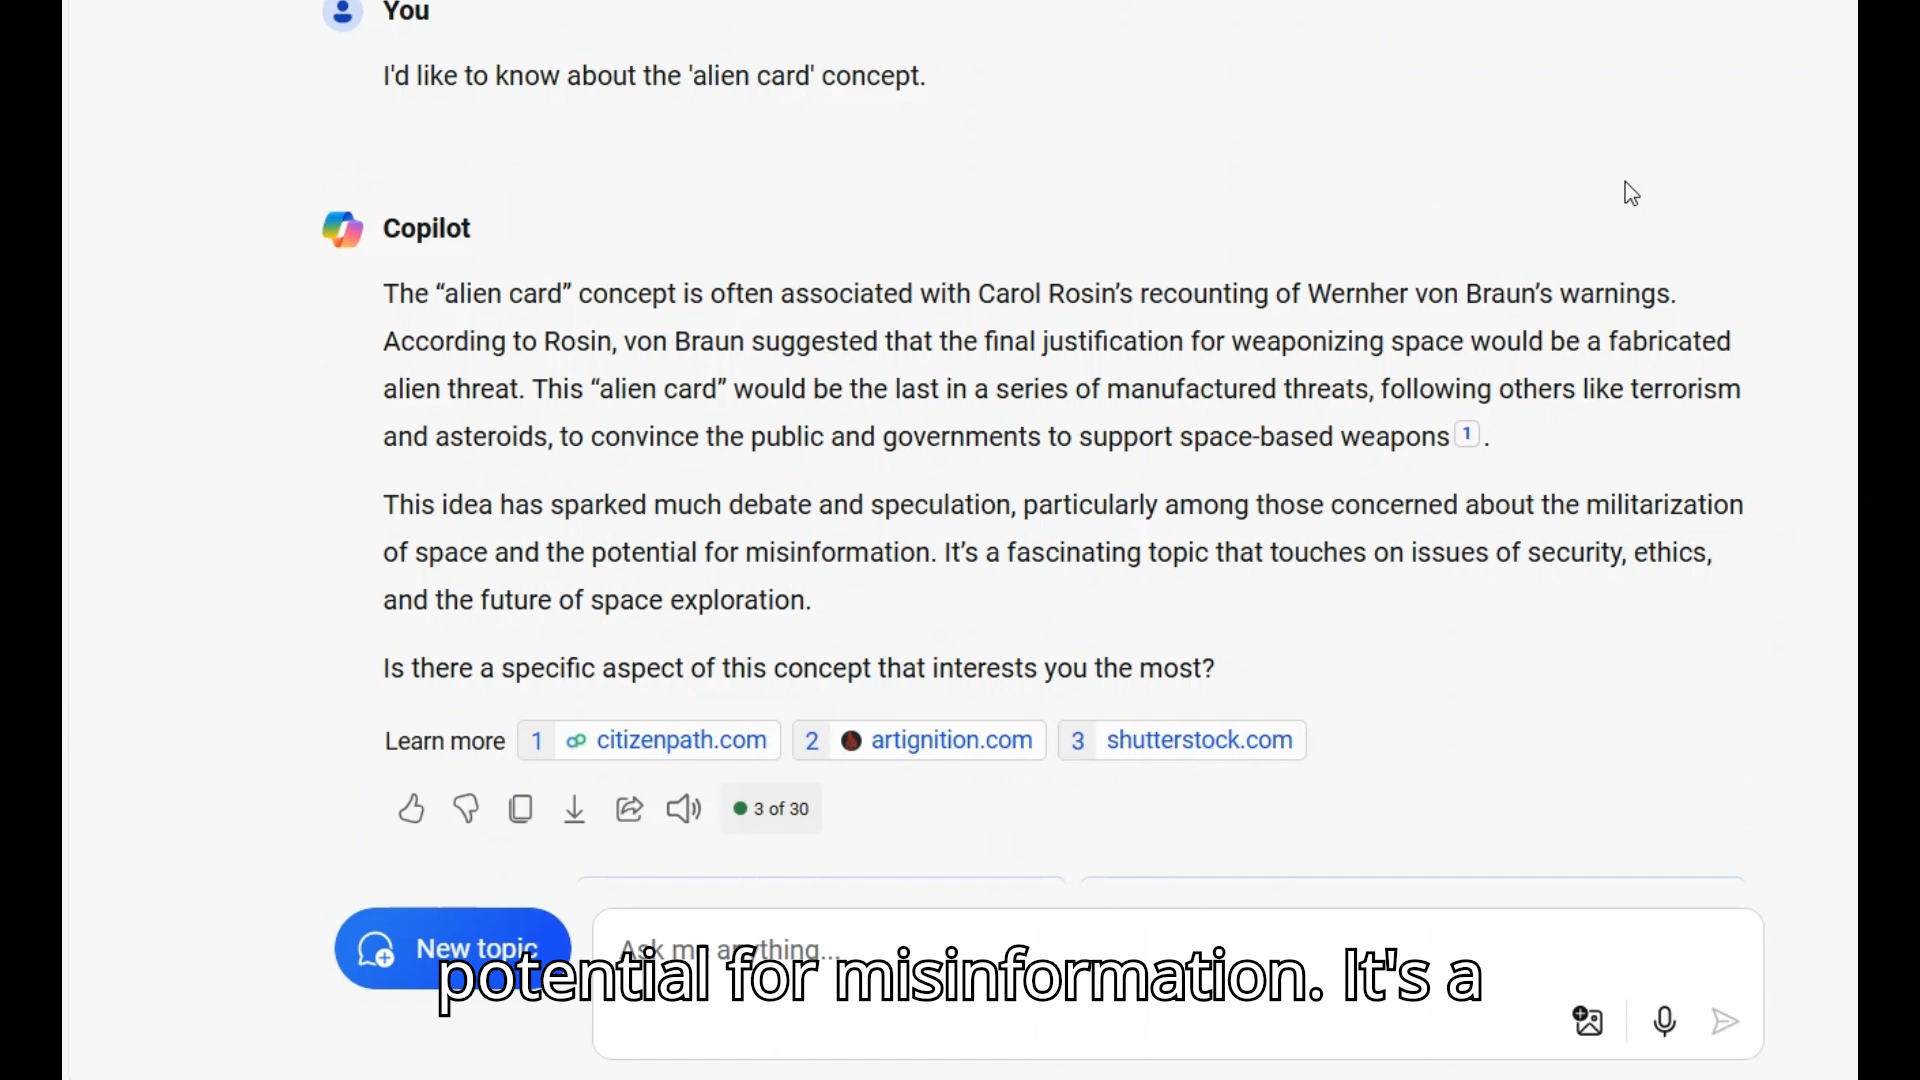 You
I'd like to know about the 'alien card' concept.
Copilot
The “alien card” concept is often associated with Carol Rosin’s recounting of Wernher von Braun’s warnings.
According to Rosin, von Braun suggested that the final justification for weaponizing space would be a fabricated
alien threat. This “alien card” would be the last in a series of manufactured threats, following others like terrorism
and asteroids, to convince the public and governments to support space-based weapons 1 .
This idea has sparked much debate and speculation, particularly among those concerned about the militarization
of space and the potential for misinformation. It’s a fascinating topic that touches on issues of security, ethics,
and the future of space exploration.
Is there a specific aspect of this concept that interests you the most?
Learn more 1 citizenpath.com 2 artignition.com 3 shutterstock.com
3 of 30
New topic Ask me anything...
potential for misinformation. It's a